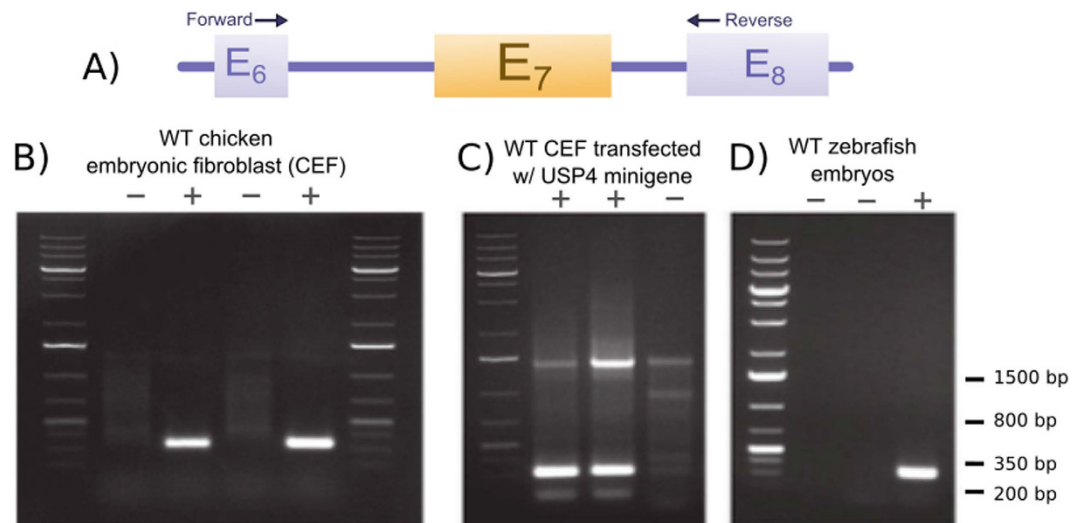 Forward → ← Reverse
A) E6 E7 E8
B) WT chicken
embryonic fibroblast (CEF)
− + − +
C) WT CEF transfected
w/ USP4 minigene
+ + −
D) WT zebrafish
embryos
− − +
1500 bp
800 bp
350 bp
200 bp